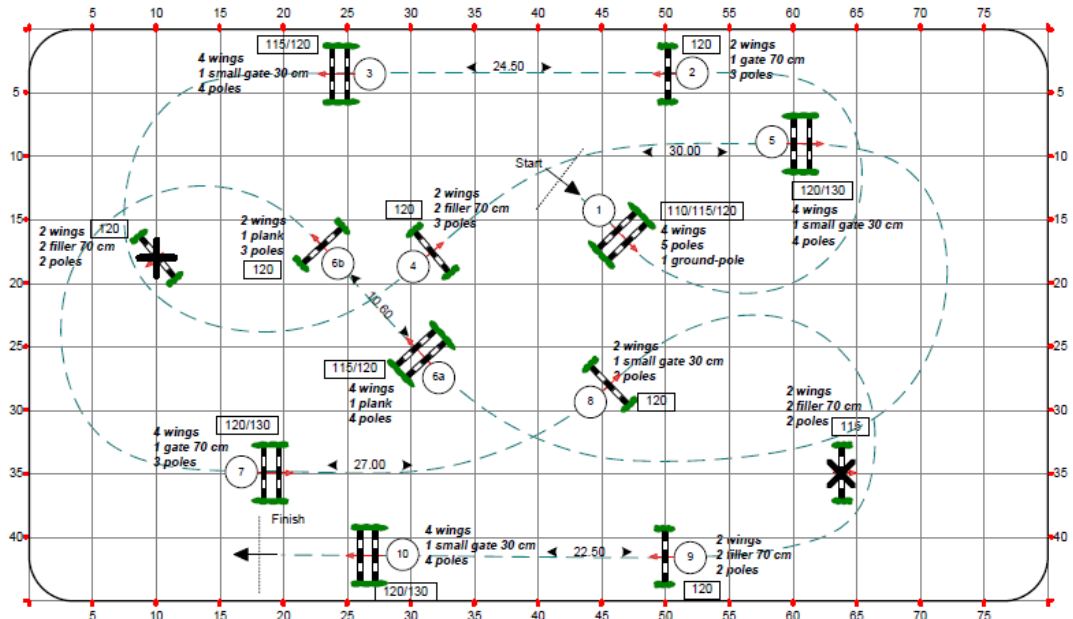 5 10 15 20 25 30 35 40 45 50 55 60 65 70 75
115/120
4 wings
1 small gate 30 cm
4 poles
3
24.50
120
2 wings
1 gate 70 cm
3 poles
2
5
5
5
30.00
10
10
Start
120/130
4 wings
1 small gate 30 cm
4 poles
1
110/115/120
4 wings
5 poles
1 ground-pole
15
15
120
2 wings
2 filler 70 cm
3 poles
4
2 wings
1 plank
3 poles
120
6b
120
2 wings
2 filler 70 cm
2 poles
20
20
10.60
25
25
115/120
4 wings
1 plank
4 poles
6a
2 wings
1 small gate 30 cm
poles
8
120
2 wings
2 filler 70 cm
2 poles
115
30
30
120/130
4 wings
1 gate 70 cm
3 poles
7
27.00
35
35
Finish
40
40
4 wings
1 small gate 30 cm
4 poles
10
120/130
22.50
2 wings
2 filler 70 cm
2 poles
9
120
5 10 15 20 25 30 35 40 45 50 55 60 65 70 75